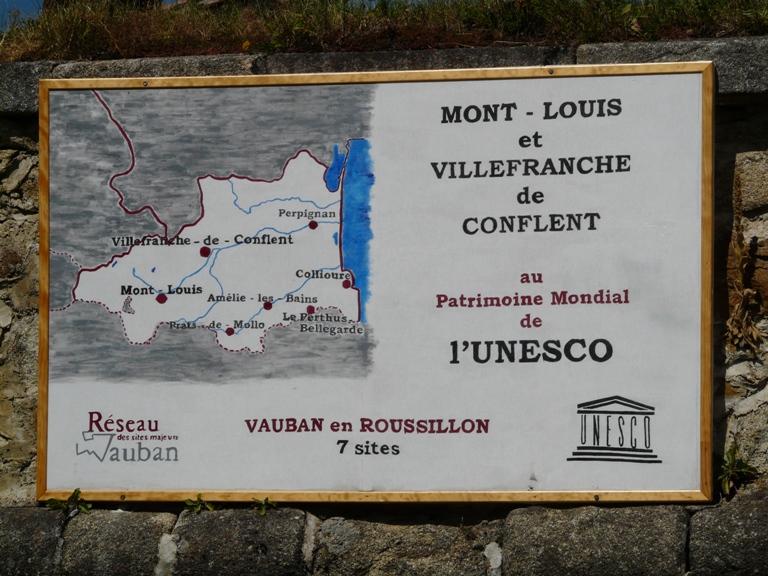 MONT - LOUIS
et
VILLEFRANCHE
de
CONFLENT
au
Patrimoine Mondial
de
l'UNESCO
Perpignan
Villefranche - de - Conflent
Collioure
Mont - Louis
Amélie - les - Bains
Le Perthus -
Bellegarde
Prats - de - Mollo
Réseau
des sites majeurs
Vauban
VAUBAN en ROUSSILLON
7 sites
UNESCO